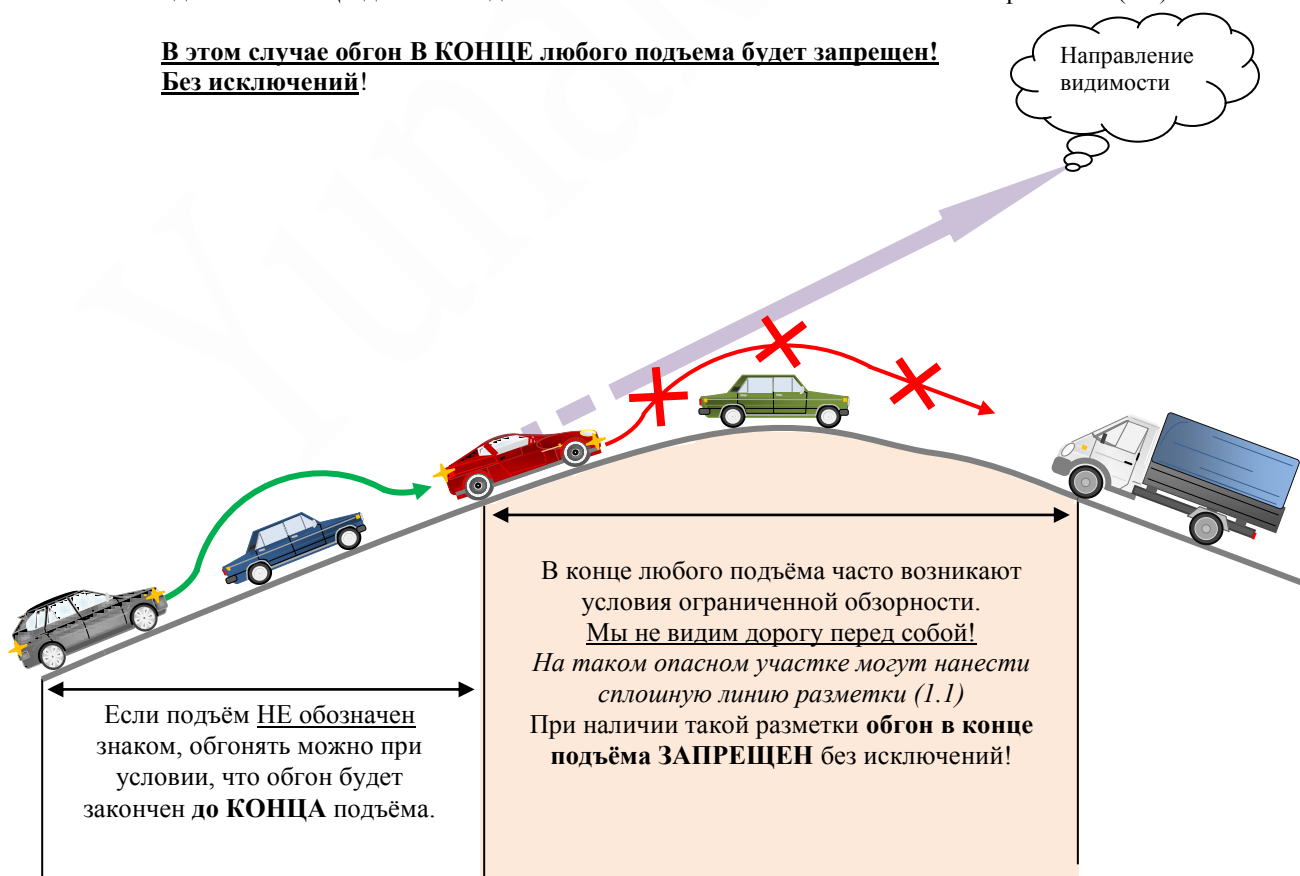 В этом случае обгон В КОНЦЕ любого подъема будет запрещен!
Без исключений!
Направление
видимости
В конце любого подъёма часто возникают
условия ограниченной обзорности.
Мы не видим дорогу перед собой!
На таком опасном участке могут нанести
сплошную линию разметки (1.1)
При наличии такой разметки обгон в конце
подъёма ЗАПРЕЩЕН без исключений!
Если подъём НЕ обозначен
знаком, обгонять можно при
условии, что обгон будет
закончен до КОНЦА подъёма.